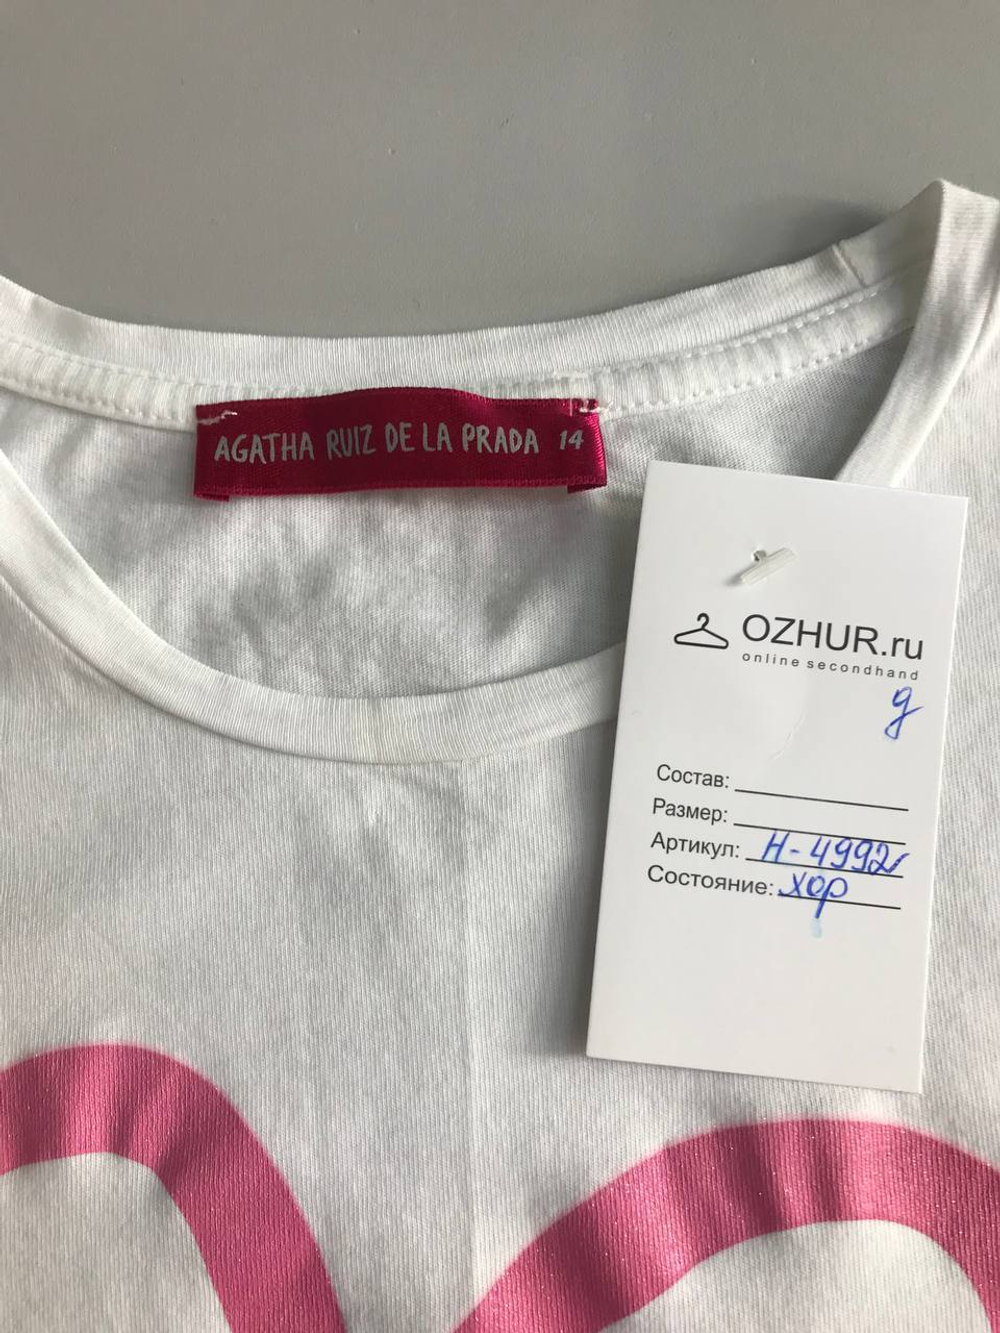 AGATHA RUIZ DE LA PRADA 14
OZHUR.ru
online secondhand
g
Состав:
Размер:
Артикул: Н-4992
Состояние: хор